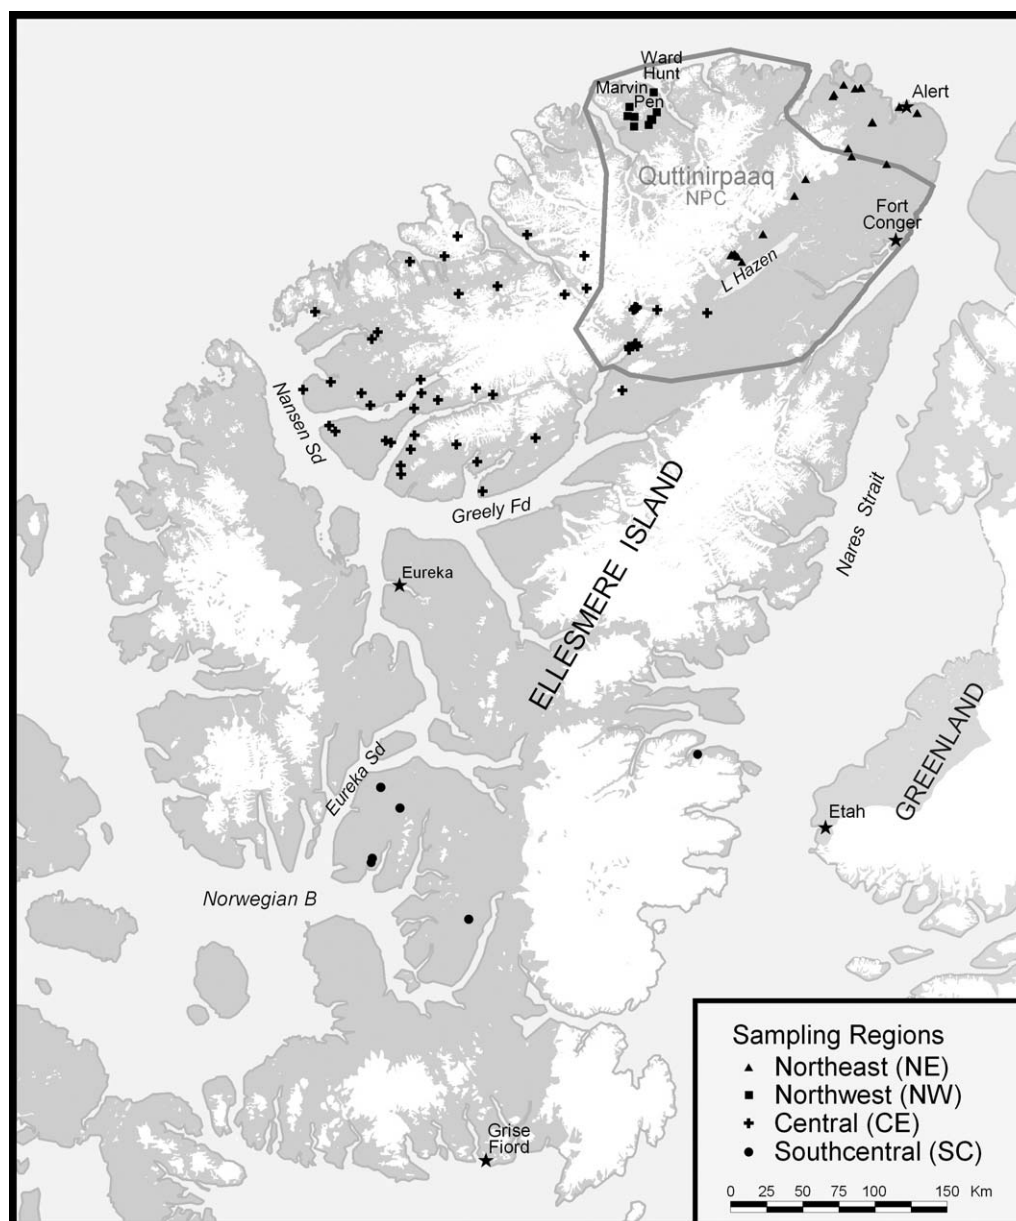 Ward
Hunt
Marvin
Pen
Alert
Quttinirpaaq
NPC
Fort
Conger
L Hazen
Nansen Sd
Greely Fd
ELLESMERE ISLAND
Nares Strait
Eureka
Eureka Sd
GREENLAND
Etah
Norwegian B
Grise
Fiord
Sampling Regions
Northeast (NE)
Northwest (NW)
Central (CE)
Southcentral (SC)
0 25 50 100 150 Km